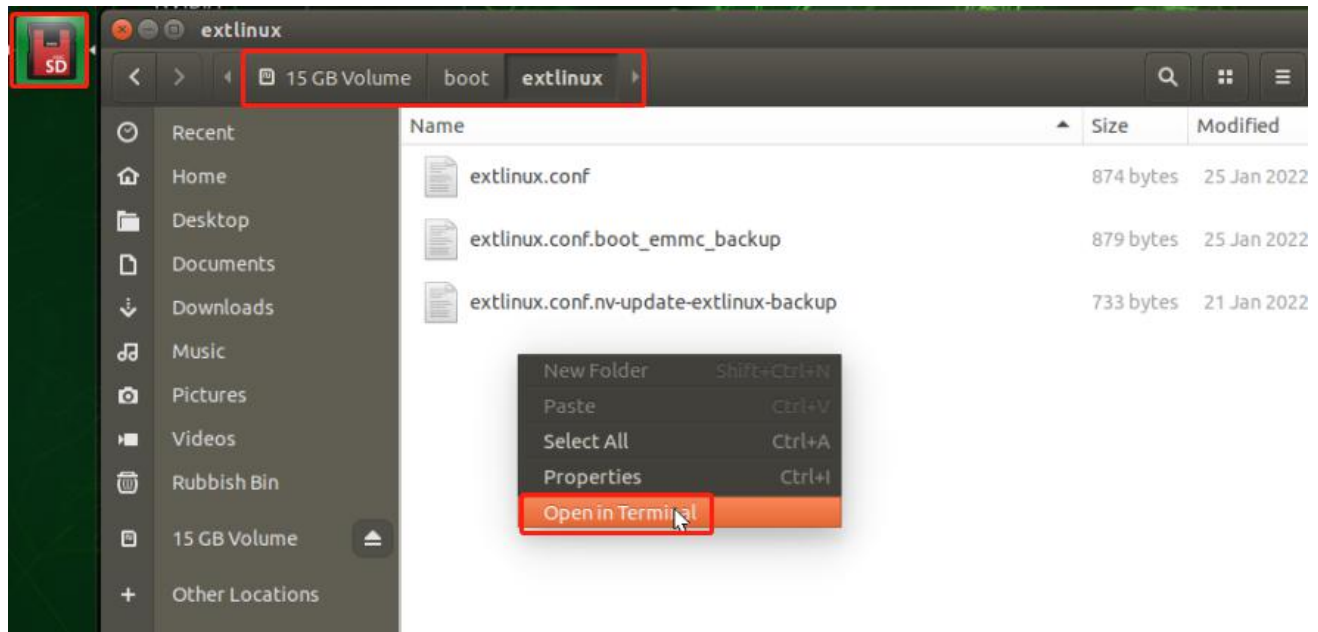 SD
extlinux
15 GB Volume boot extlinux
Name Size Modified
Recent
Home
Desktop
Documents
Downloads
Music
Pictures
Videos
Rubbish Bin
15 GB Volume
Other Locations
extlinux.conf 874 bytes 25 Jan 2022
extlinux.conf.boot_emmc_backup 879 bytes 25 Jan 2022
extlinux.conf.nv-update-extlinux-backup 733 bytes 21 Jan 2022
New Folder Shift+Ctrl+N
Paste Ctrl+V
Select All Ctrl+A
Properties Ctrl+I
Open in Terminal